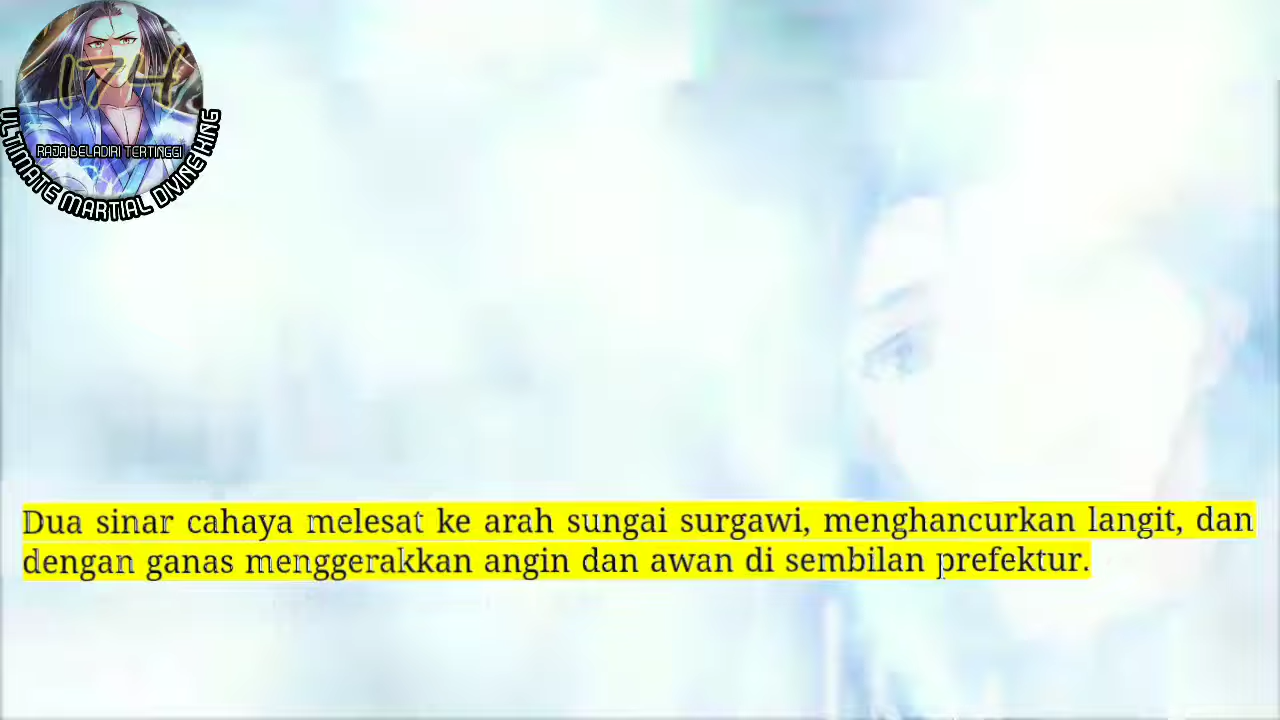 174
RAJA BELADIRI TERTINGGI
ULTIMATE MARTIAL DIVINE KING
Dua sinar cahaya melesat ke arah sungai surgawi, menghancurkan langit, dan
dengan ganas menggerakkan angin dan awan di sembilan prefektur.